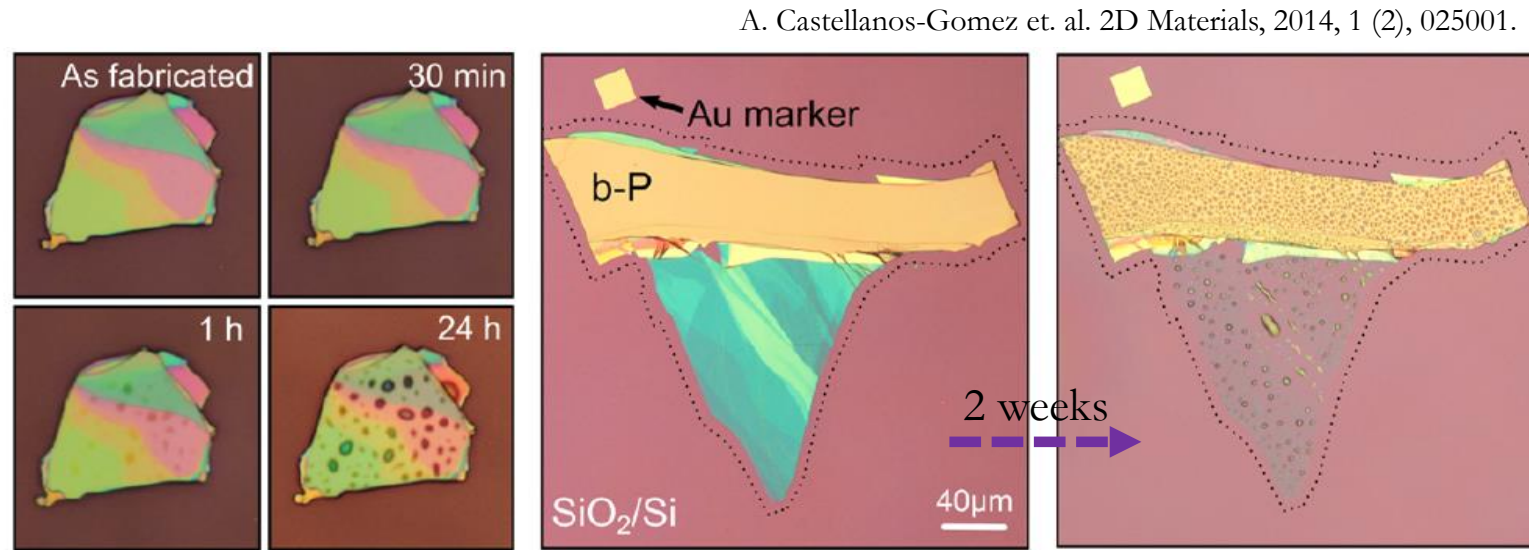 A. Castellanos-Gomez et. al. 2D Materials, 2014, 1 (2), 025001.
As fabricated
30 min
1 h
24 h
Au marker
b-P
SiO₂/Si
40μm
2 weeks